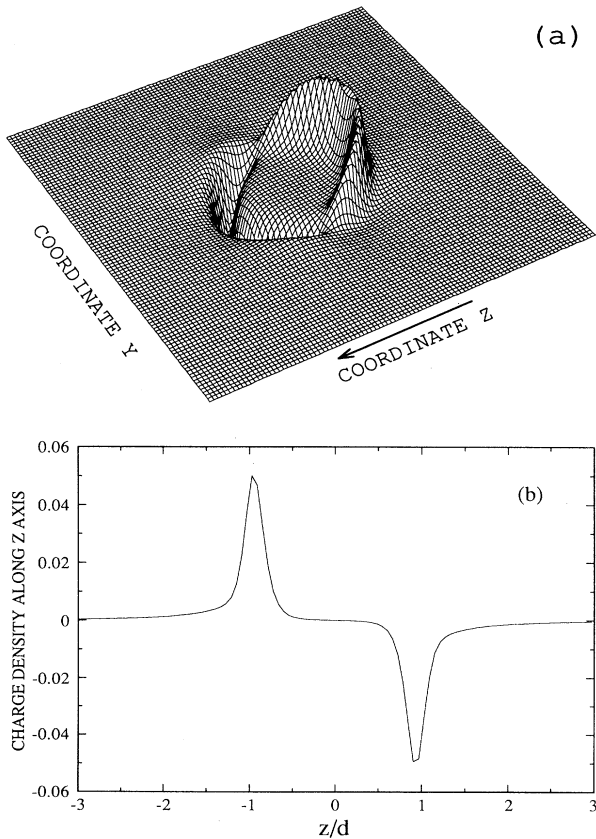 (a)
COORDINATE Y
COORDINATE Z
(b)
CHARGE DENSITY ALONG Z AXIS
0.06
0.04
0.02
0
-0.02
-0.04
-0.06
-3 -2 -1 0 1 2 3
z/d